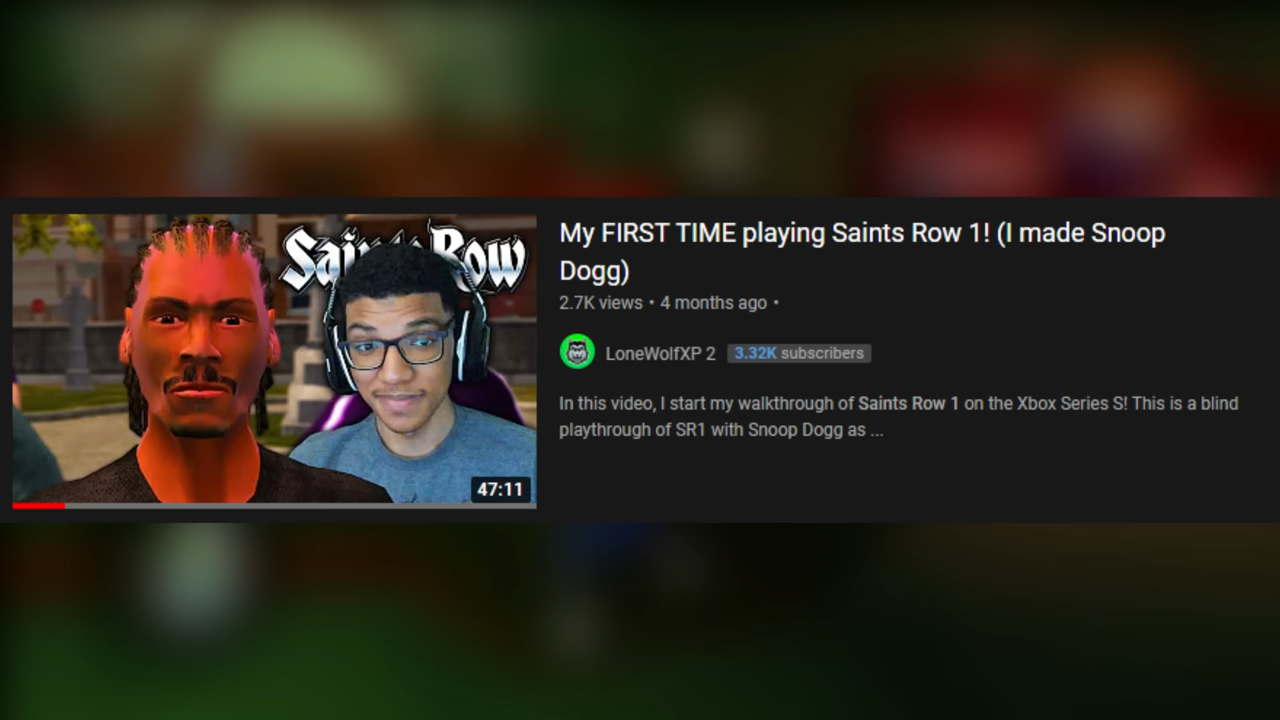 Saints Row
47:11
My FIRST TIME playing Saints Row 1! (I made Snoop
Dogg)
2.7K views • 4 months ago •
LoneWolfXP 2 3.32K subscribers
In this video, I start my walkthrough of Saints Row 1 on the Xbox Series S! This is a blind
playthrough of SR1 with Snoop Dogg as ...